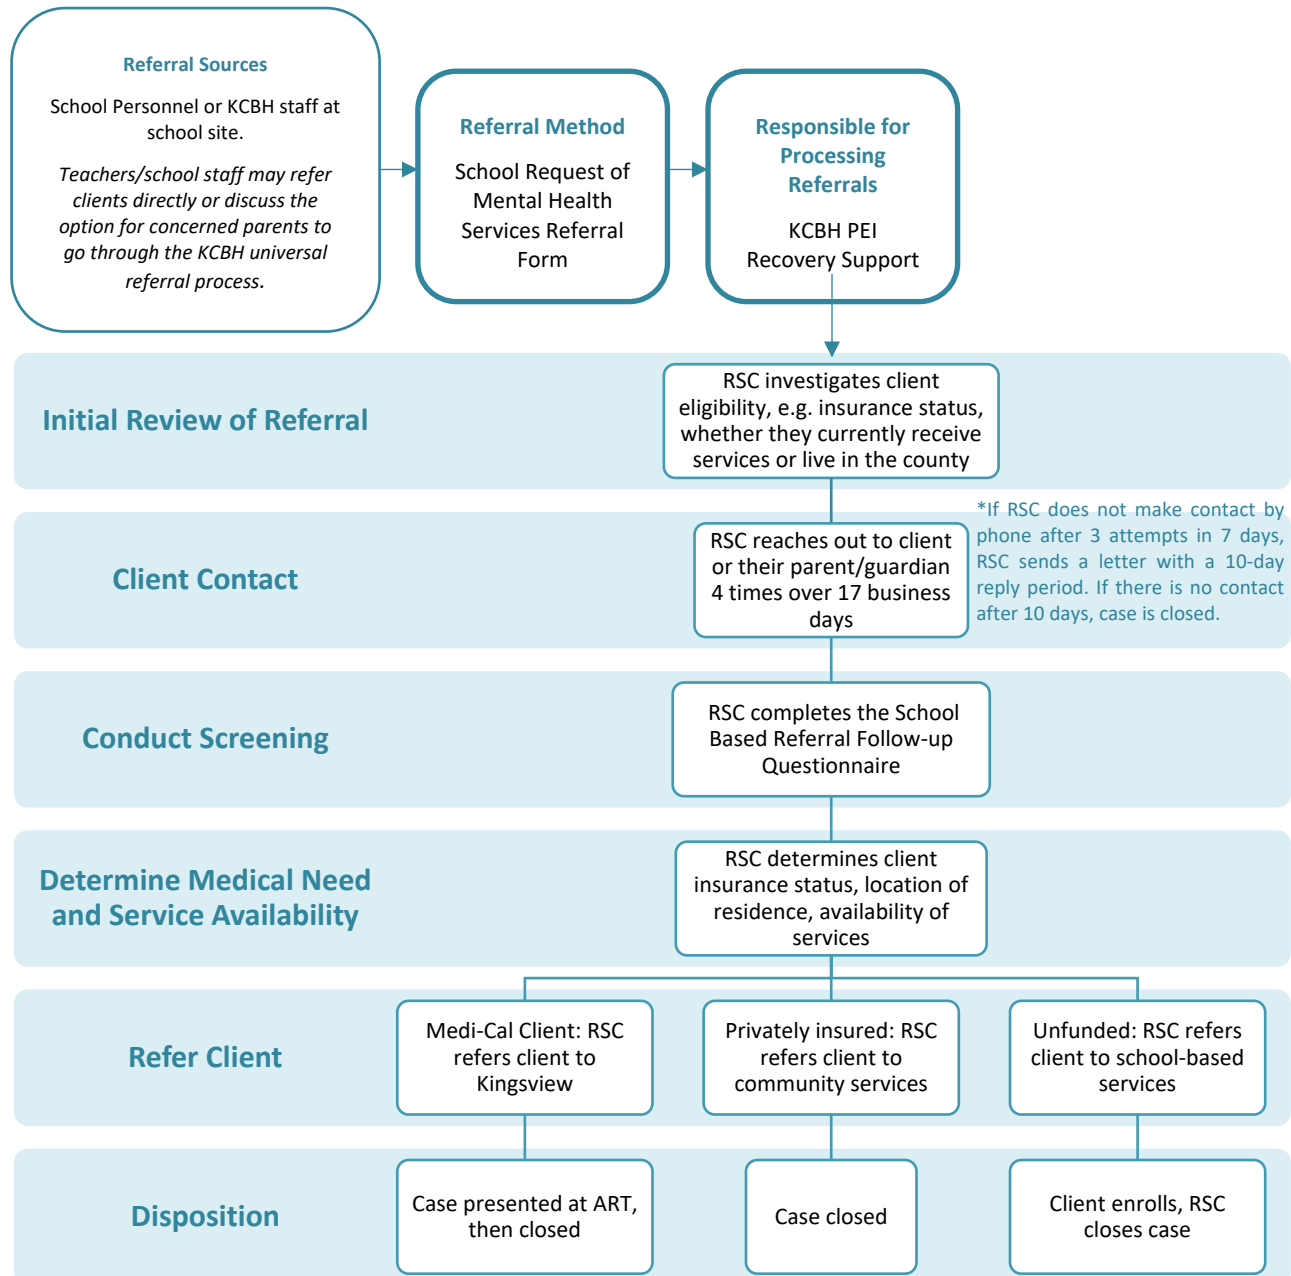 Referral Sources
School Personnel or KCBH staff at
school site.
Teachers/school staff may refer
clients directly or discuss the
option for concerned parents to
go through the KCBH universal
referral process.
Referral Method
School Request of
Mental Health
Services Referral
Form
Responsible for
Processing
Referrals
KCBH PEI
Recovery Support
Initial Review of Referral
RSC investigates client
eligibility, e.g. insurance status,
whether they currently receive
services or live in the county
Client Contact
RSC reaches out to client
or their parent/guardian
4 times over 17 business
days
*If RSC does not make contact by
phone after 3 attempts in 7 days,
RSC sends a letter with a 10-day
reply period. If there is no contact
after 10 days, case is closed.
Conduct Screening
RSC completes the School
Based Referral Follow-up
Questionnaire
Determine Medical Need
and Service Availability
RSC determines client
insurance status, location of
residence, availability of
services
Refer Client
Medi-Cal Client: RSC
refers client to
Kingsview
Privately insured: RSC
refers client to
community services
Unfunded: RSC refers
client to school-based
services
Disposition
Case presented at ART,
then closed
Case closed
Client enrolls, RSC
closes case